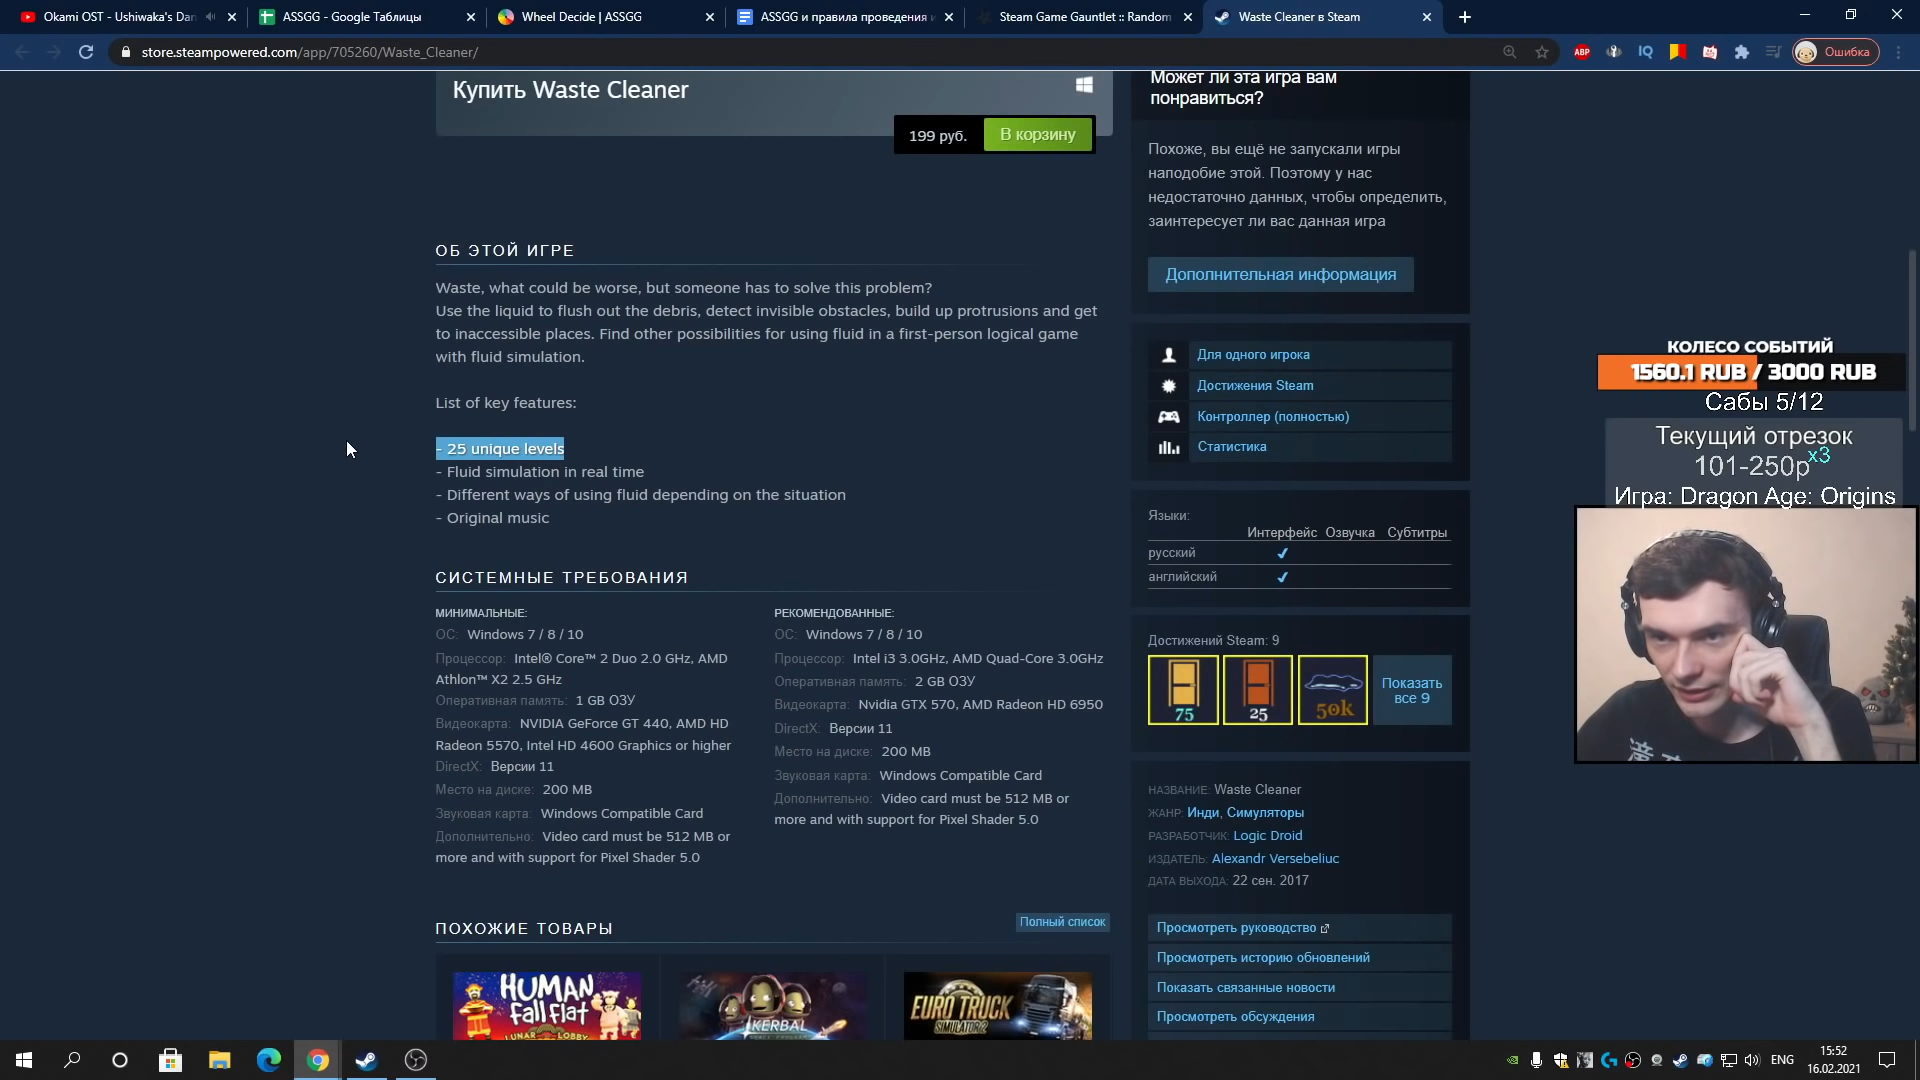 Okami OST - Ushiwaka's Dan
ASSGG - Google Таблицы
Wheel Decide | ASSGG
ASSGG и правила проведения и
Steam Game Gauntlet :: Random
Waste Cleaner в Steam
store.steampowered.com/app/705260/Waste_Cleaner/
ABP
IQ
Ошибка
Купить Waste Cleaner
199 руб.
В корзину
ОБ ЭТОЙ ИГРЕ
Waste, what could be worse, but someone has to solve this problem?
Use the liquid to flush out the debris, detect invisible obstacles, build up protrusions and get
to inaccessible places. Find other possibilities for using fluid in a first-person logical game
with fluid simulation.
List of key features:
- 25 unique levels
- Fluid simulation in real time
- Different ways of using fluid depending on the situation
- Original music
СИСТЕМНЫЕ ТРЕБОВАНИЯ
МИНИМАЛЬНЫЕ:
ОС: Windows 7 / 8 / 10
Процессор: Intel® Core™ 2 Duo 2.0 GHz, AMD
Athlon™ X2 2.5 GHz
Оперативная память: 1 GB ОЗУ
Видеокарта: NVIDIA GeForce GT 440, AMD HD
Radeon 5570, Intel HD 4600 Graphics or higher
DirectX: Версии 11
Место на диске: 200 MB
Звуковая карта: Windows Compatible Card
Дополнительно: Video card must be 512 MB or
more and with support for Pixel Shader 5.0
РЕКОМЕНДОВАННЫЕ:
ОС: Windows 7 / 8 / 10
Процессор: Intel i3 3.0GHz, AMD Quad-Core 3.0GHz
Оперативная память: 2 GB ОЗУ
Видеокарта: Nvidia GTX 570, AMD Radeon HD 6950
DirectX: Версии 11
Место на диске: 200 MB
Звуковая карта: Windows Compatible Card
Дополнительно: Video card must be 512 MB or
more and with support for Pixel Shader 5.0
ПОХОЖИЕ ТОВАРЫ
Полный список
HUMAN
fall flat
LUNAR LOBBY
KERBAL
EURO TRUCK
SIMULATOR 2
Может ли эта игра вам
понравиться?
Похоже, вы ещё не запускали игры
наподобие этой. Поэтому у нас
недостаточно данных, чтобы определить,
заинтересует ли вас данная игра
Дополнительная информация
Для одного игрока
Достижения Steam
Контроллер (полностью)
Статистика
Языки:
Интерфейс Озвучка Субтитры
русский ✔
английский ✔
Достижений Steam: 9
75
25
50k
Показать
все 9
НАЗВАНИЕ: Waste Cleaner
ЖАНР: Инди, Симуляторы
РАЗРАБОТЧИК: Logic Droid
ИЗДАТЕЛЬ: Alexandr Versebeliuc
ДАТА ВЫХОДА: 22 сен. 2017
Просмотреть руководство
Просмотреть историю обновлений
Показать связанные новости
Просмотреть обсуждения
КОЛЕСО СОБЫТИЙ
1560.1 RUB / 3000 RUB
Сабы 5/12
Текущий отрезок
101-250р x3
Игра: Dragon Age: Origins
ENG
15:52
16.02.2021